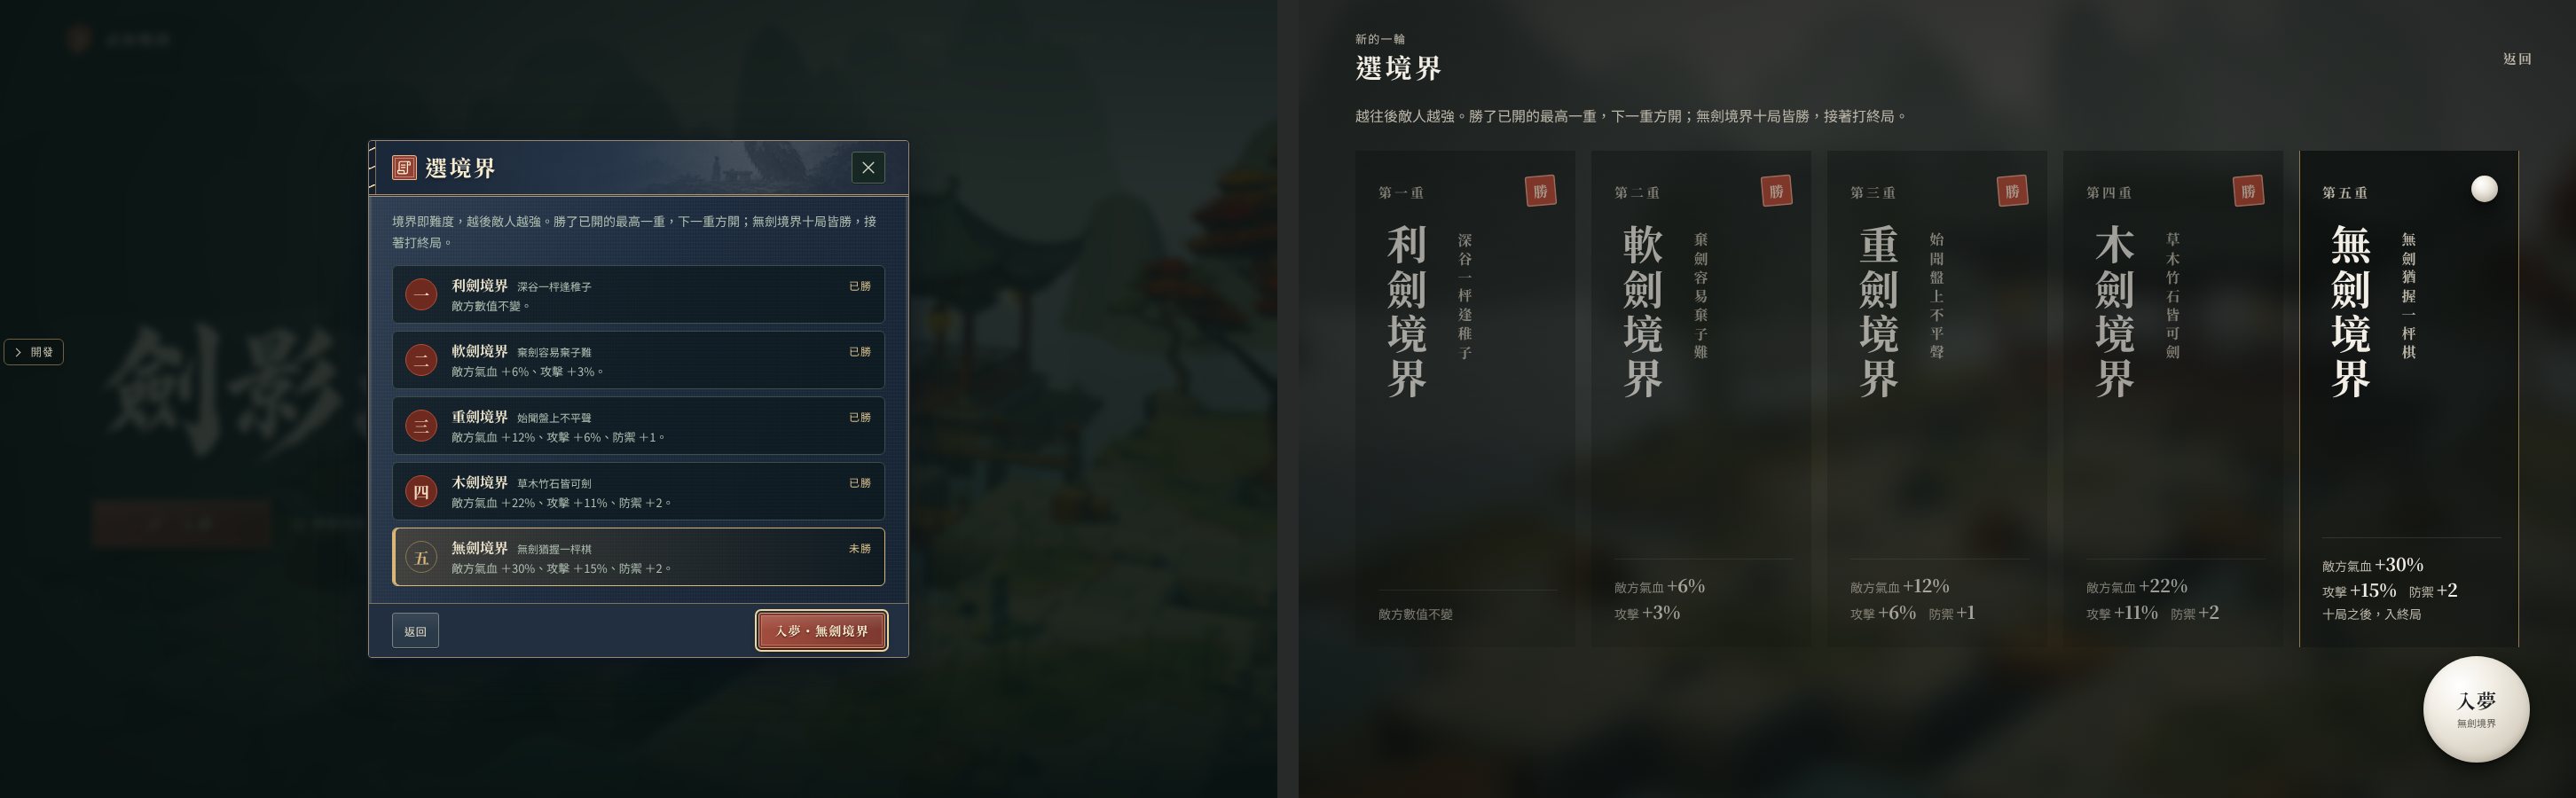 開發
劍影
選境界
境界即難度，越後敵人越強。勝了已開的最高一重，下一重方開；無劍境界十局皆勝，接
著打終局。
一
利劍境界 深谷一枰逢稚子
已勝
敵方數值不變。
二
軟劍境界 棄劍容易棄子難
已勝
敵方氣血 +6%、攻擊 +3%。
三
重劍境界 始聞盤上不平聲
已勝
敵方氣血 +12%、攻擊 +6%、防禦 +1。
四
木劍境界 草木竹石皆可劍
已勝
敵方氣血 +22%、攻擊 +11%、防禦 +2。
五
無劍境界 無劍猶握一枰棋
未勝
敵方氣血 +30%、攻擊 +15%、防禦 +2。
返回
入夢・無劍境界
新的一輪
選境界
返回
越往後敵人越強。勝了已開的最高一重，下一重方開；無劍境界十局皆勝，接著打終局。
第一重
勝
利劍境界
深谷一枰逢稚子
敵方數值不變
第二重
勝
軟劍境界
棄劍容易棄子難
敵方氣血 +6%
攻擊 +3%
第三重
勝
重劍境界
始聞盤上不平聲
敵方氣血 +12%
攻擊 +6% 防禦 +1
第四重
勝
木劍境界
草木竹石皆可劍
敵方氣血 +22%
攻擊 +11% 防禦 +2
第五重
無劍境界
無劍猶握一枰棋
敵方氣血 +30%
攻擊 +15% 防禦 +2
十局之後，入終局
入夢
無劍境界